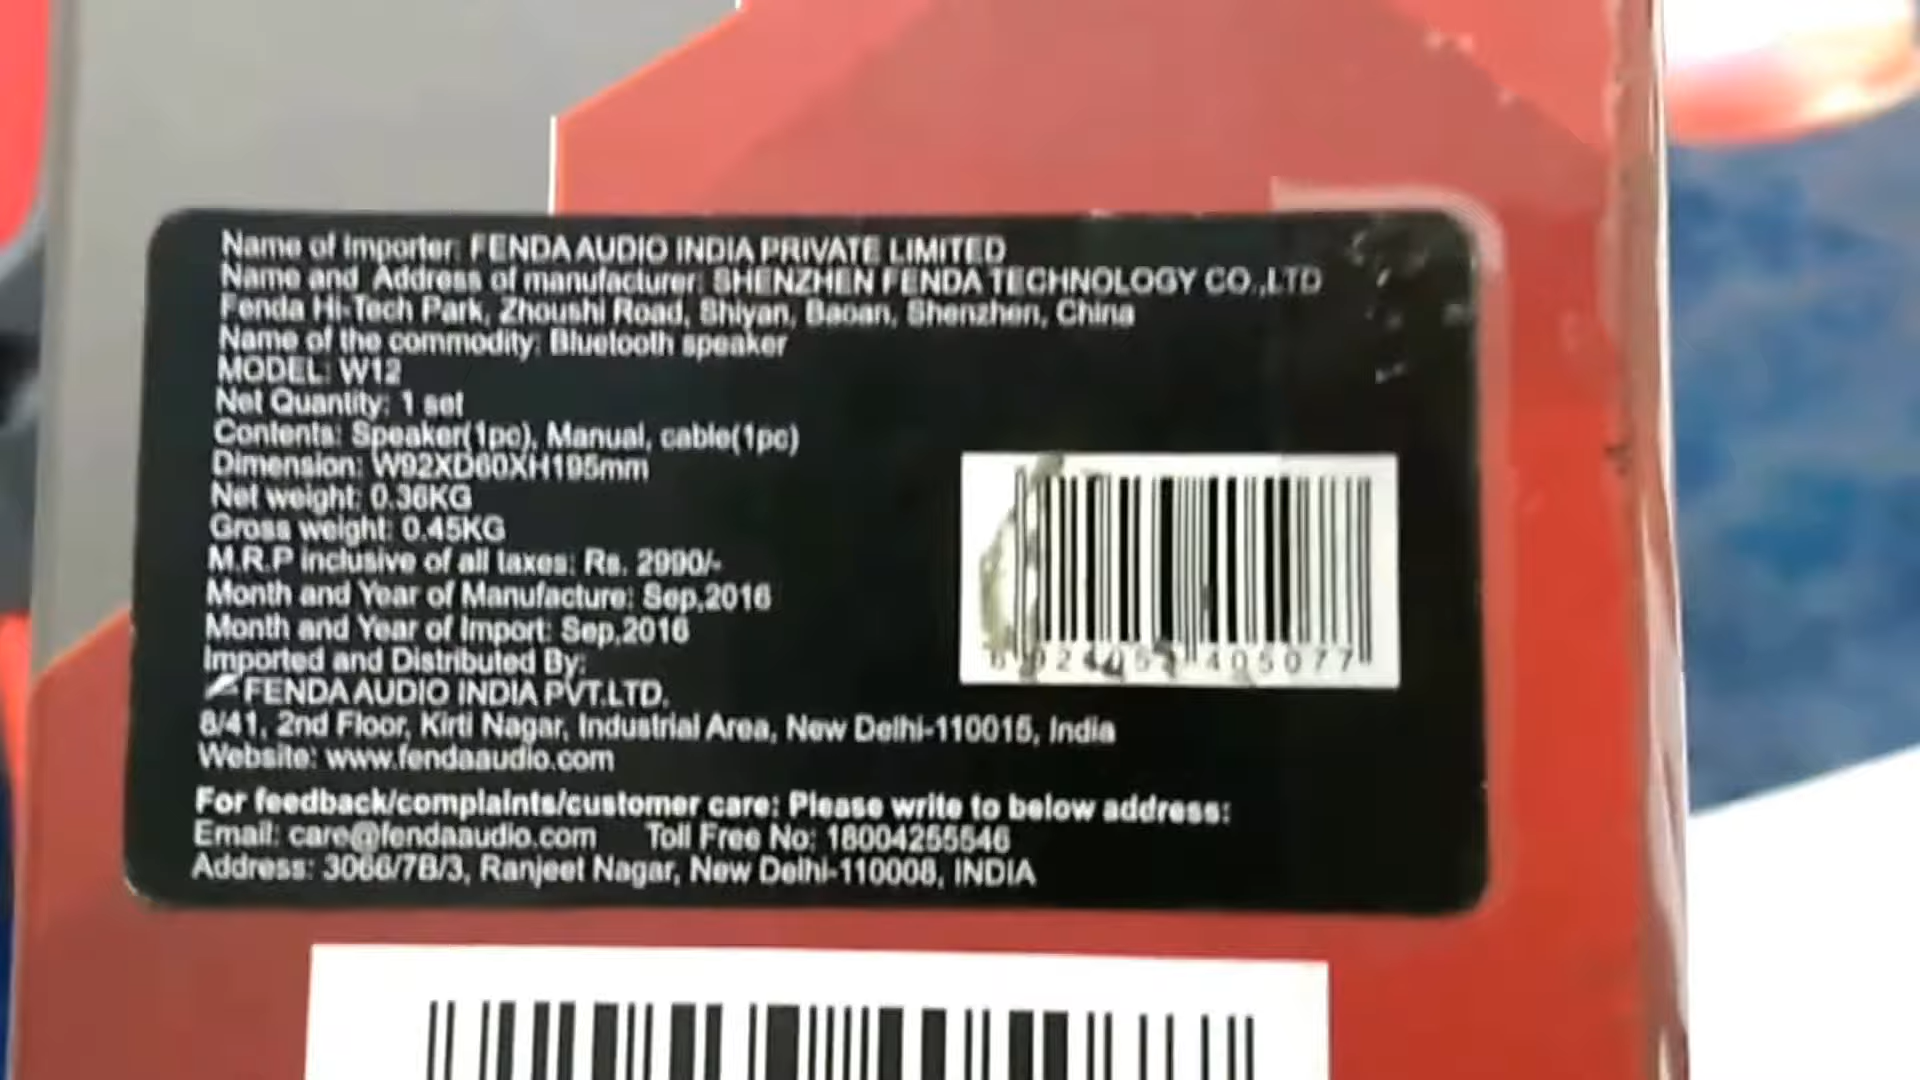 Name of Importer: FENDA AUDIO INDIA PRIVATE LIMITED
Name and Address of manufacturer: SHENZHEN FENDA TECHNOLOGY CO.,LTD
Fenda Hi-Tech Park, Zhoushi Road, Shiyan, Baoan, Shenzhen, China
Name of the commodity: Bluetooth speaker
MODEL: W12
Net Quantity: 1 set
Contents: Speaker(1pc), Manual, cable(1pc)
Dimension: W92XD60XH195mm
Net weight: 0.36KG
Gross weight: 0.45KG
M.R.P inclusive of all taxes: Rs. 2990/-
Month and Year of Manufacture: Sep,2016
Month and Year of Import: Sep,2016
Imported and Distributed By:
FENDA AUDIO INDIA PVT.LTD.
8/41, 2nd Floor, Kirti Nagar, Industrial Area, New Delhi-110015, India
Website: www.fendaaudio.com
For feedback/complaints/customer care: Please write to below address:
Email: care@fendaaudio.com Toll Free No: 18004255546
Address: 3066/7B/3, Ranjeet Nagar, New Delhi-110008, INDIA
405077